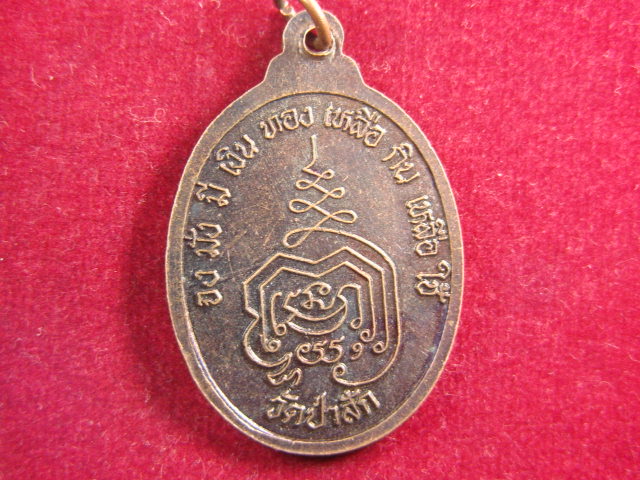 จง มั่ง มี เงิน ทอง เหลือ กิน เหลือ ใช้
วัดป่าสัก